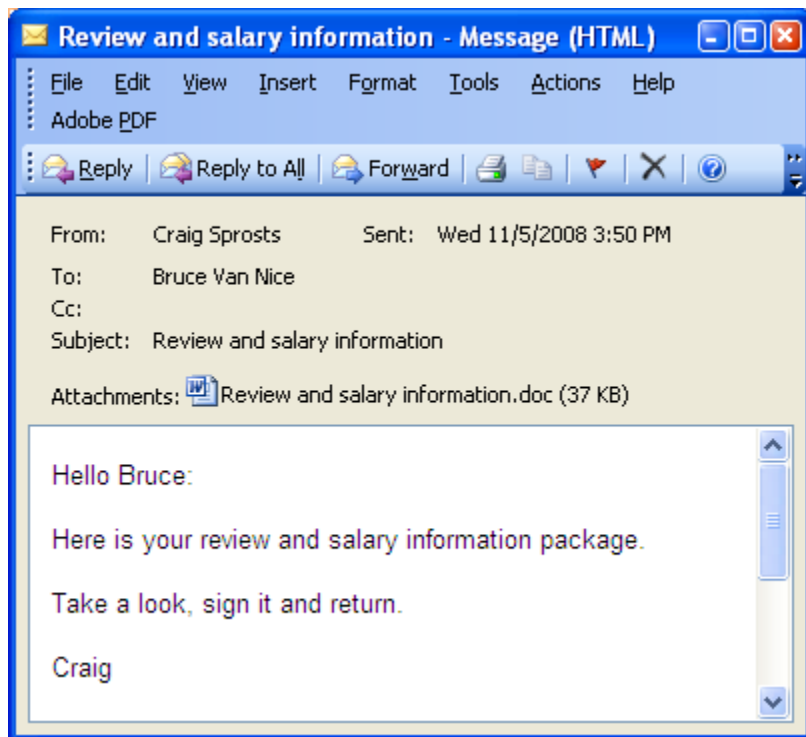 Review and salary information - Message (HTML)
File Edit View Insert Format Tools Actions Help
Adobe PDF
Reply Reply to All Forward
From: Craig Sprosts Sent: Wed 11/5/2008 3:50 PM
To: Bruce Van Nice
Cc:
Subject: Review and salary information
Attachments: Review and salary information.doc (37 KB)
Hello Bruce:
Here is your review and salary information package.
Take a look, sign it and return.
Craig